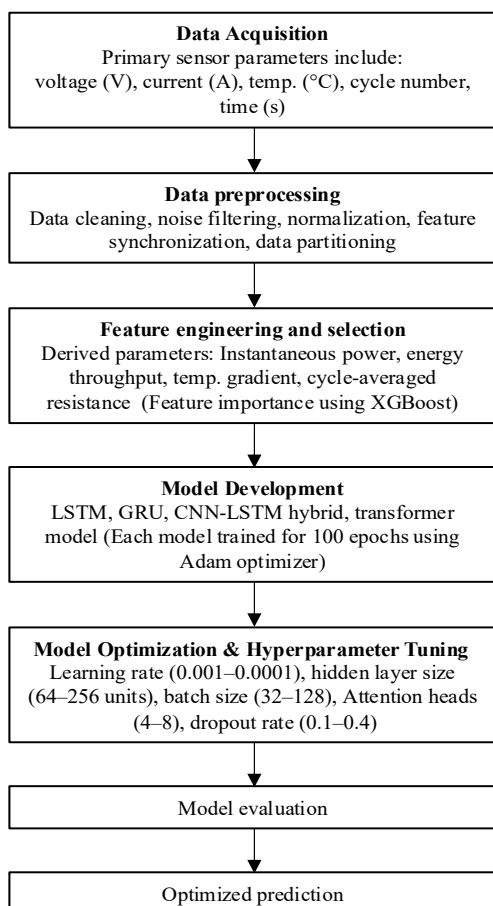 Data Acquisition
Primary sensor parameters include:
voltage (V), current (A), temp. (°C), cycle number,
time (s)
Data preprocessing
Data cleaning, noise filtering, normalization, feature
synchronization, data partitioning
Feature engineering and selection
Derived parameters: Instantaneous power, energy
throughput, temp. gradient, cycle-averaged
resistance (Feature importance using XGBoost)
Model Development
LSTM, GRU, CNN-LSTM hybrid, transformer
model (Each model trained for 100 epochs using
Adam optimizer)
Model Optimization & Hyperparameter Tuning
Learning rate (0.001–0.0001), hidden layer size
(64–256 units), batch size (32–128), Attention heads
(4–8), dropout rate (0.1–0.4)
Model evaluation
Optimized prediction